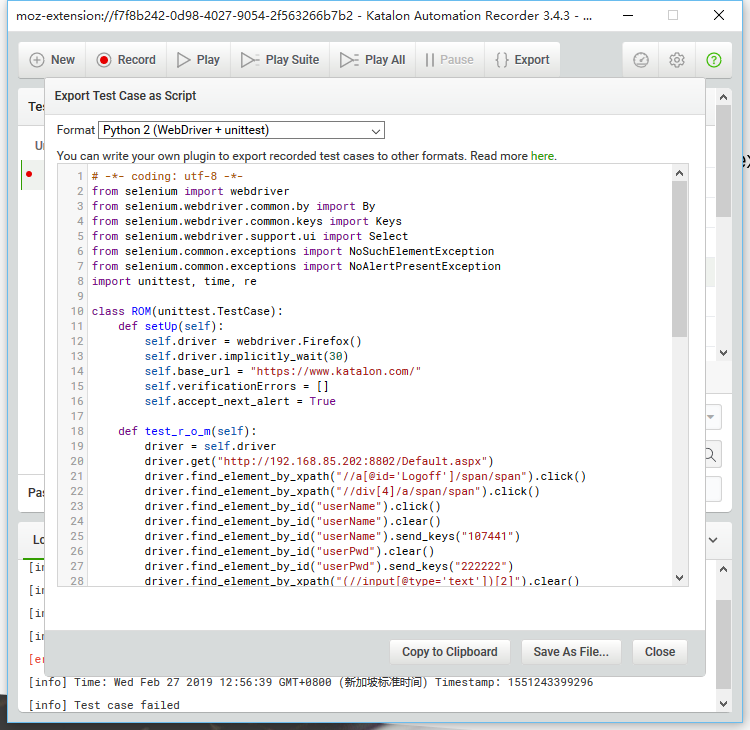 moz-extension://f7f8b242-0d98-4027-9054-2f563266b7b2 - Katalon Automation Recorder 3.4.3 - ...
New Record Play Play Suite Play All Pause Export
Export Test Case as Script
Format Python 2 (WebDriver + unittest)
You can write your own plugin to export recorded test cases to other formats. Read more here.
1 # -*- coding: utf-8 -*-
2 from selenium import webdriver
3 from selenium.webdriver.common.by import By
4 from selenium.webdriver.common.keys import Keys
5 from selenium.webdriver.support.ui import Select
6 from selenium.common.exceptions import NoSuchElementException
7 from selenium.common.exceptions import NoAlertPresentException
8 import unittest, time, re
9
10 class ROM(unittest.TestCase):
11 def setUp(self):
12 self.driver = webdriver.Firefox()
13 self.driver.implicitly_wait(30)
14 self.base_url = "https://www.katalon.com/"
15 self.verificationErrors = []
16 self.accept_next_alert = True
17
18 def test_r_o_m(self):
19 driver = self.driver
20 driver.get("http://192.168.85.202:8802/Default.aspx")
21 driver.find_element_by_xpath("//a[@id='Logoff']/span/span").click()
22 driver.find_element_by_xpath("//div[4]/a/span/span").click()
23 driver.find_element_by_id("userName").click()
24 driver.find_element_by_id("userName").clear()
25 driver.find_element_by_id("userName").send_keys("107441")
26 driver.find_element_by_id("userPwd").clear()
27 driver.find_element_by_id("userPwd").send_keys("222222")
28 driver.find_element_by_xpath("(//input[@type='text'])[2]").clear()
Copy to Clipboard Save As File... Close
[info] Time: Wed Feb 27 2019 12:56:39 GMT+0800 (新加坡标准时间) Timestamp: 1551243399296
[info] Test case failed